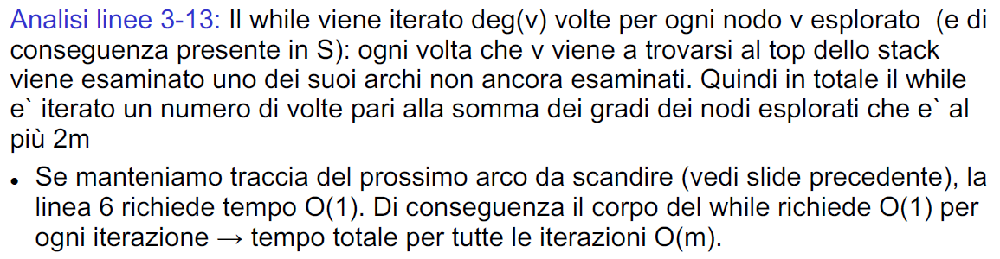 Analisi linee 3-13: Il while viene iterato deg(v) volte per ogni nodo v esplorato (e di
conseguenza presente in S): ogni volta che v viene a trovarsi al top dello stack
viene esaminato uno dei suoi archi non ancora esaminati. Quindi in totale il while
e` iterato un numero di volte pari alla somma dei gradi dei nodi esplorati che e` al
più 2m
• Se manteniamo traccia del prossimo arco da scandire (vedi slide precedente), la
linea 6 richiede tempo O(1). Di conseguenza il corpo del while richiede O(1) per
ogni iterazione → tempo totale per tutte le iterazioni O(m).